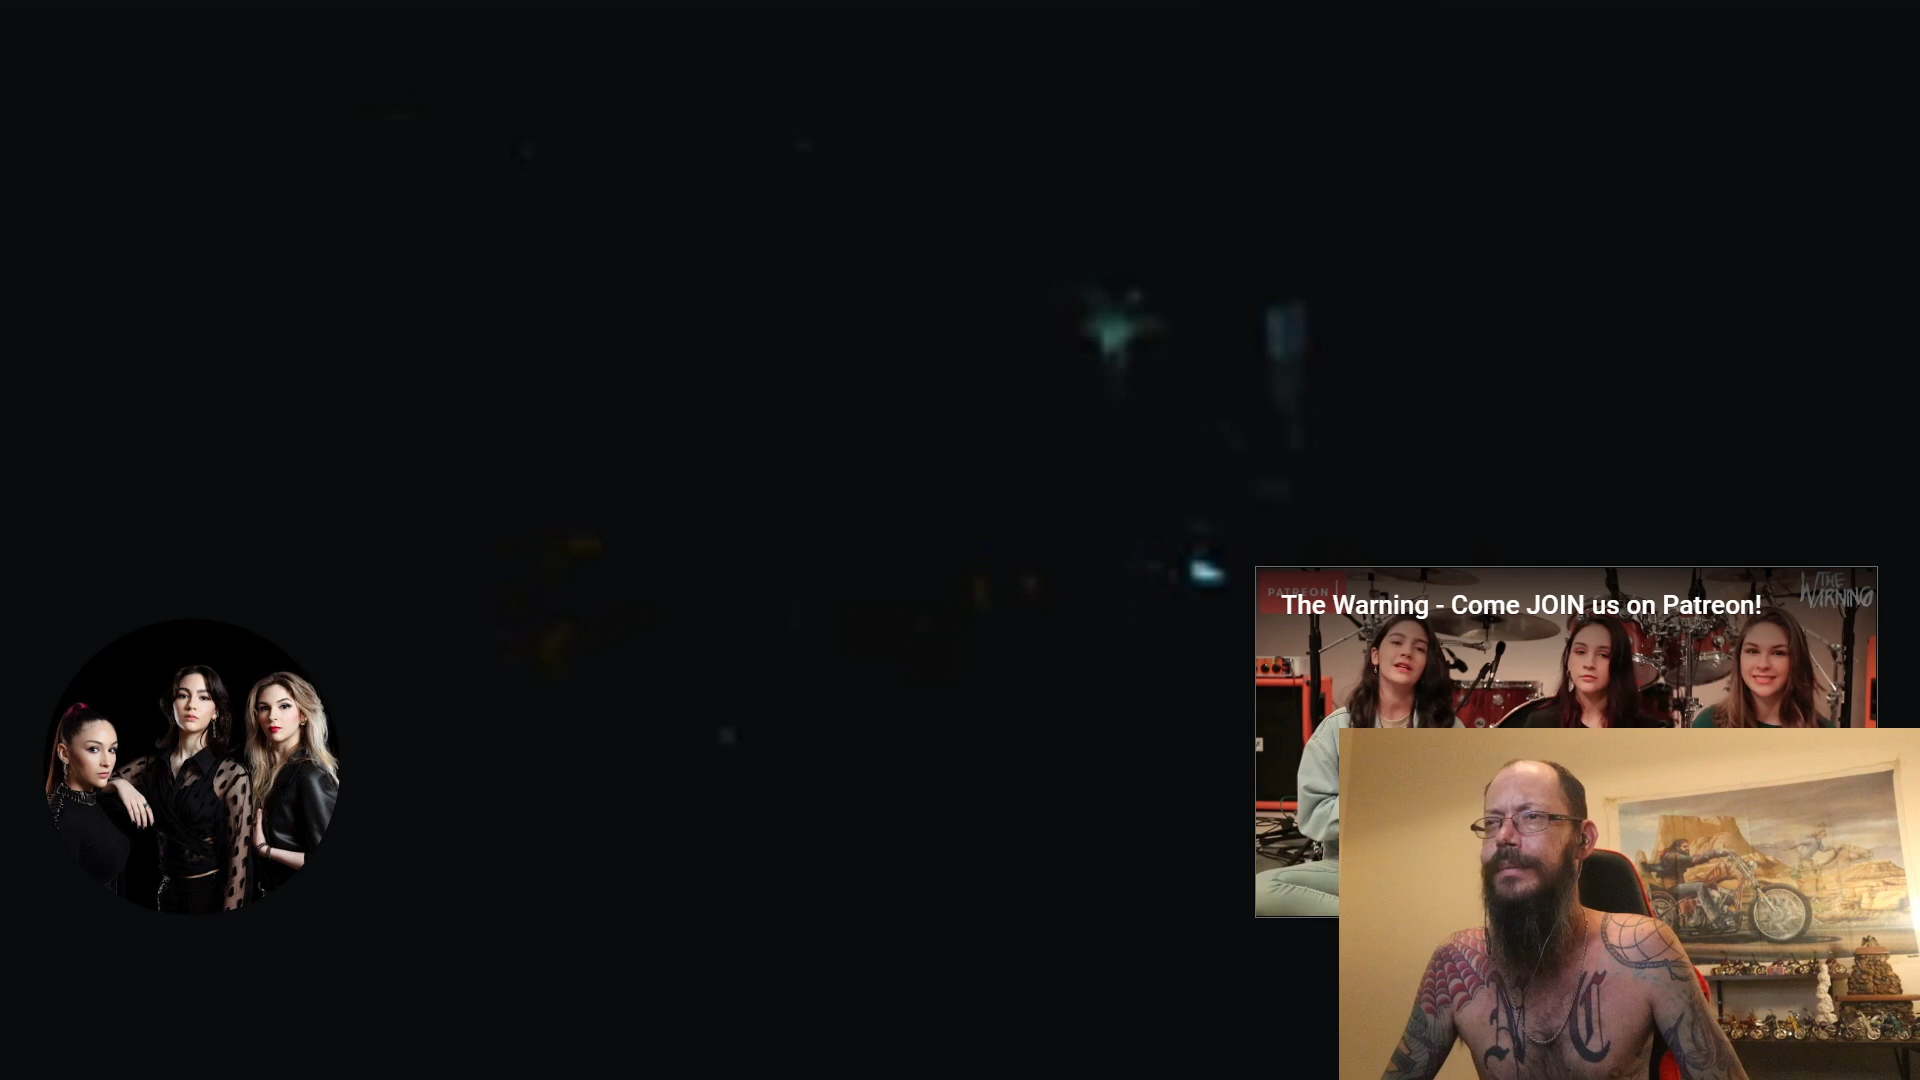 PATREON
The Warning - Come JOIN us on Patreon!
THE
WARNING
N C